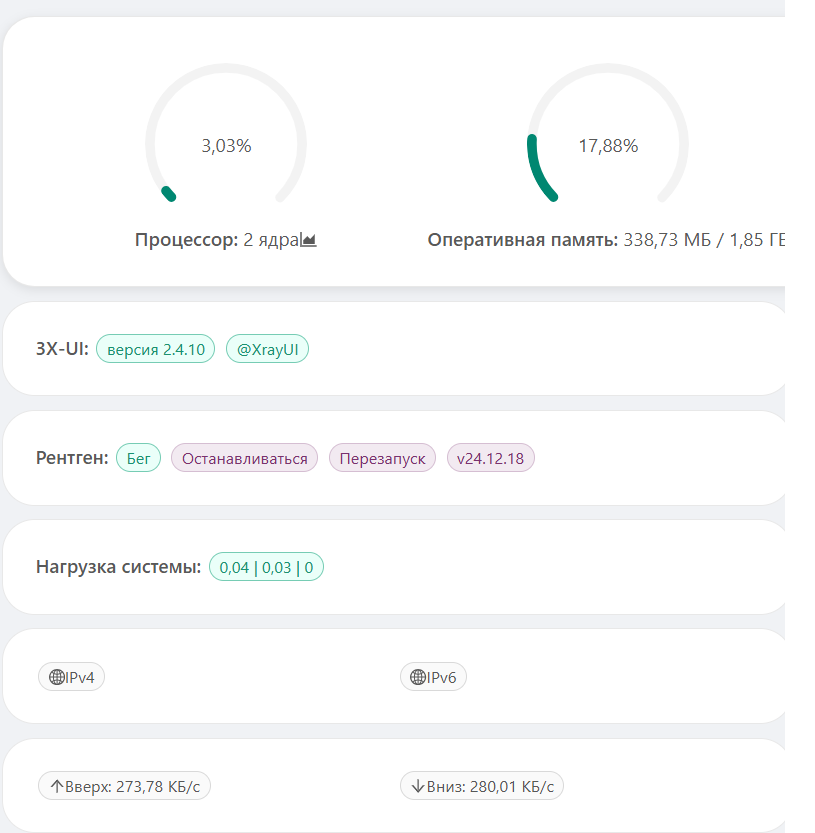 3,03% 17,88%
Процессор: 2 ядра Оперативная память: 338,73 МБ / 1,85 ГБ
3X-UI: версия 2.4.10 @XrayUI
Рентген: Бег Останавливаться Перезапуск v24.12.18
Нагрузка системы: 0,04 | 0,03 | 0
IPv4 IPv6
Вверх: 273,78 КБ/с Вниз: 280,01 КБ/с